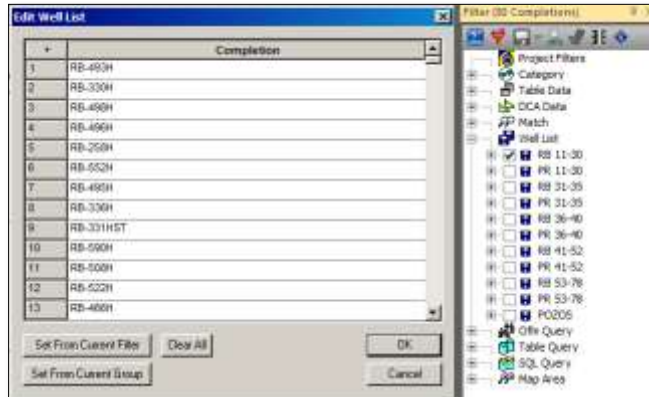 Edit Well List
+ Completion
1 RB-493H
2 RB-330H
3 RB-498H
4 RB-496H
5 RB-258H
6 RB-552H
7 RB-495H
8 RB-336H
9 RB-331HST
10 RB-590H
11 RB-508H
12 RB-522H
13 RB-468H
Set From Current Filter
Clear All
OK
Set From Current Group
Cancel
Filter (30 Completions)
Project Filters
Category
Table Data
DCA Data
Match
Well List
RB 11-30
PR 11-30
RB 31-35
PR 31-35
RB 36-40
PR 36-40
RB 41-52
PR 41-52
RB 53-78
PR 53-78
POZOS
Ofm Query
Table Query
SQL Query
Map Area